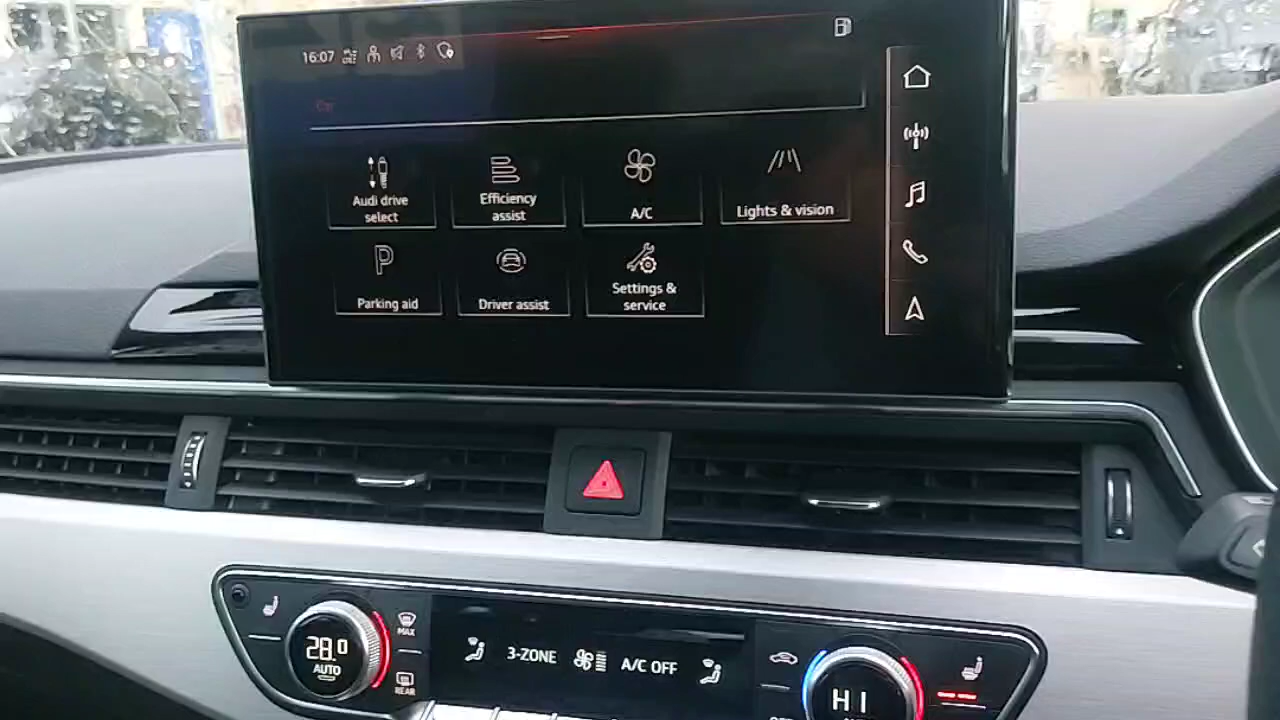 16:07
Car
Audi drive
select
Efficiency
assist
A/C
Lights & vision
P
Parking aid
Driver assist
Settings &
service
28.0
AUTO
MAX
REAR
3-ZONE
A/C OFF
HI